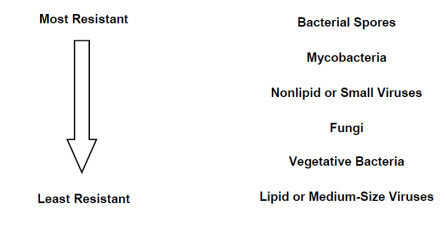 Most Resistant
Bacterial Spores
Mycobacteria
Nonlipid or Small Viruses
Fungi
Vegetative Bacteria
Least Resistant
Lipid or Medium-Size Viruses